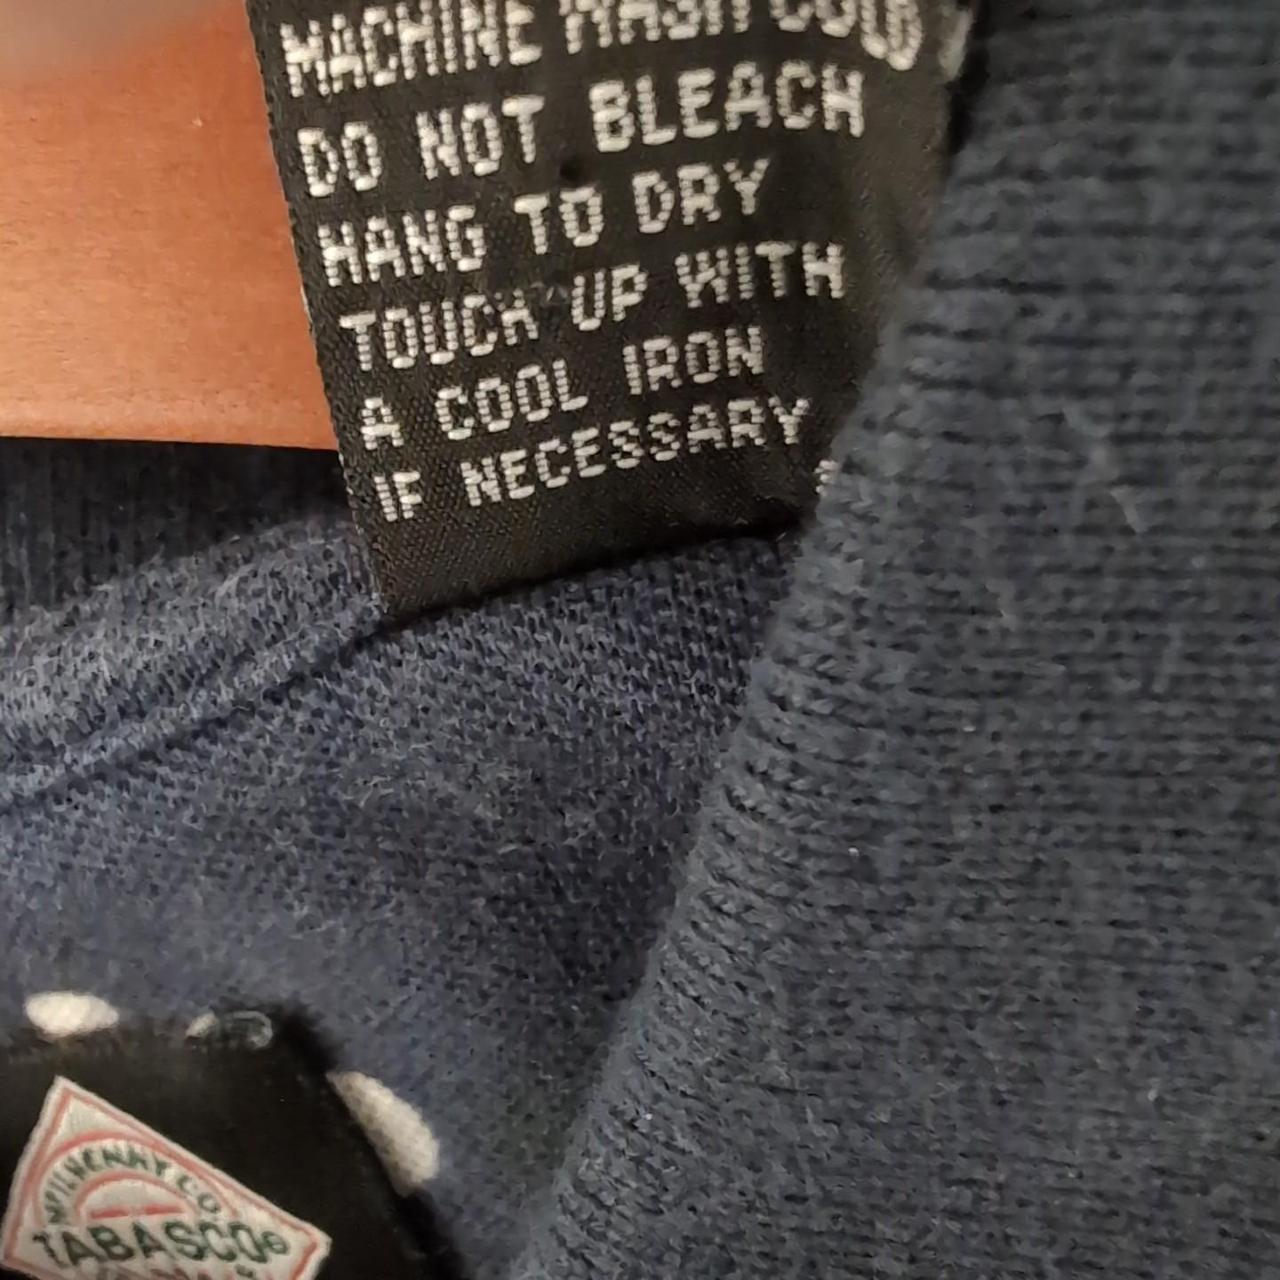 MACHINE WASH COLD
DO NOT BLEACH
HANG TO DRY
TOUCH UP WITH
A COOL IRON
IF NECESSARY
McILHENNY CO.
TABASCO®